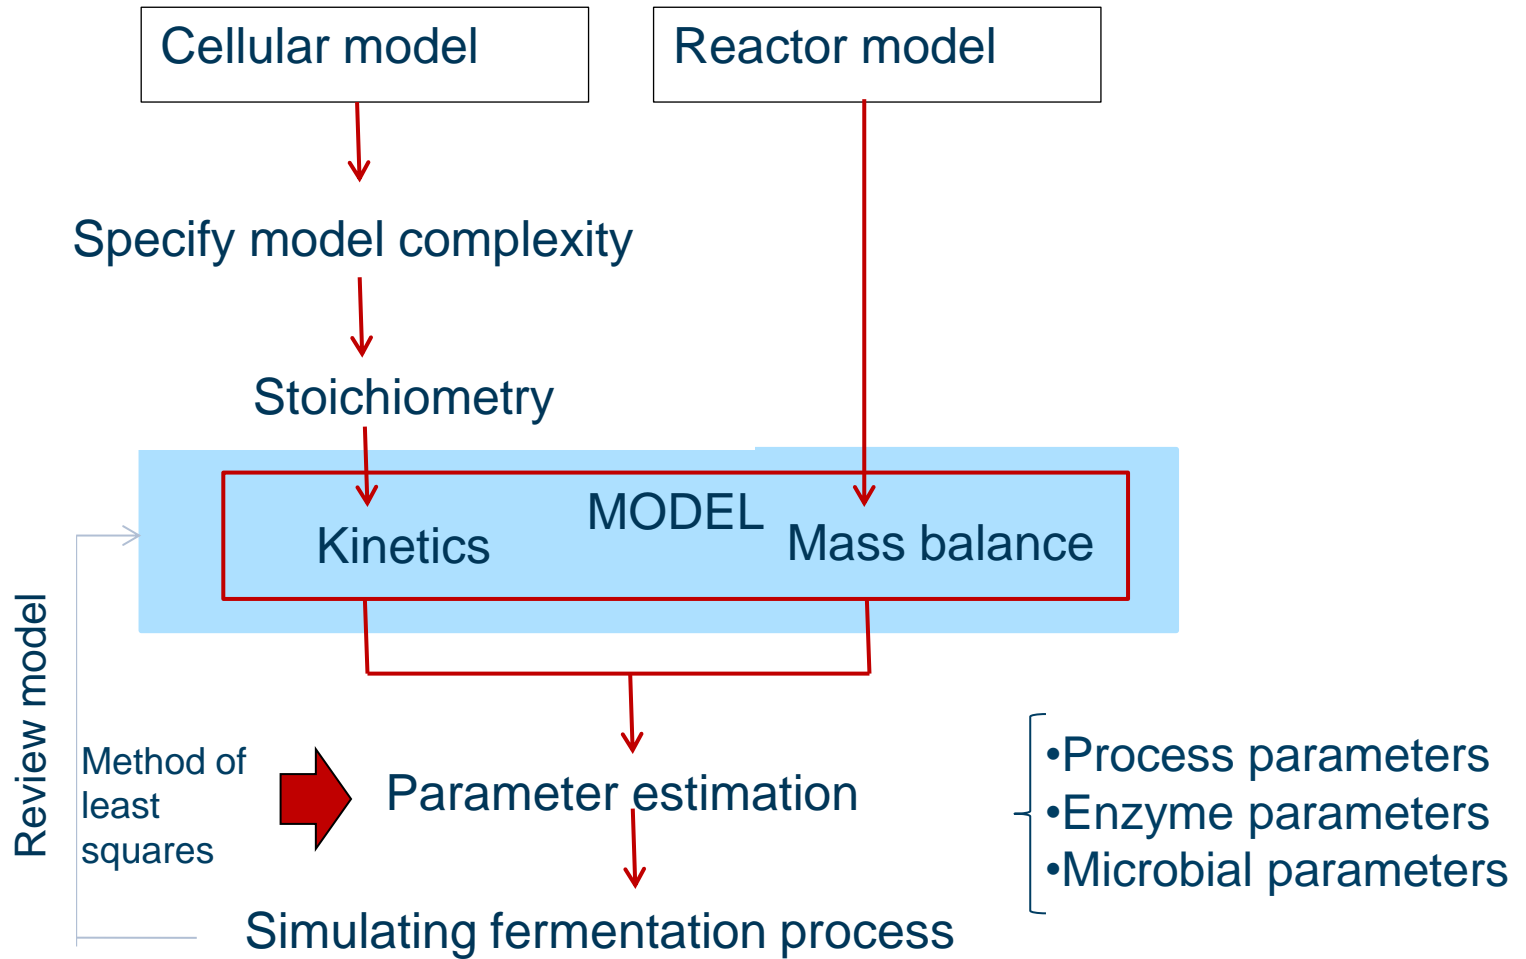 Cellular model
Reactor model
Specify model complexity
Stoichiometry
MODEL
Kinetics
Mass balance
Review model
Method of
least
squares
Parameter estimation
•Process parameters
•Enzyme parameters
•Microbial parameters
Simulating fermentation process